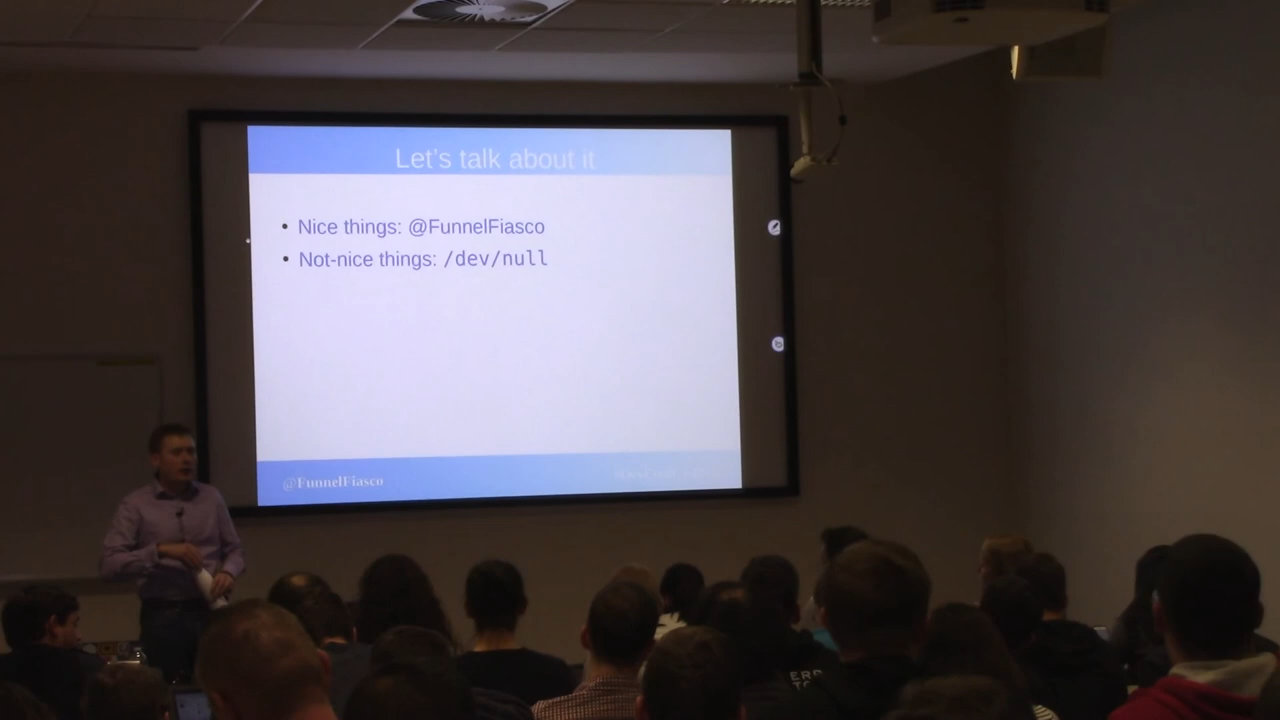 Let's talk about it
• Nice things: @FunnelFiasco
• Not-nice things: /dev/null
@FunnelFiasco